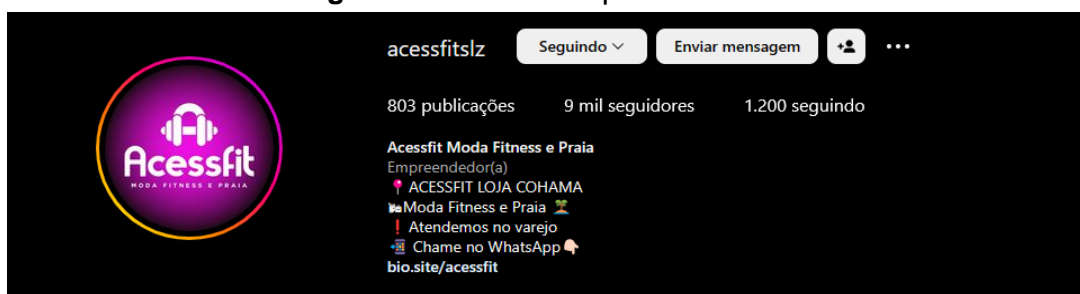 acessfitslz Seguindo Enviar mensagem
803 publicações 9 mil seguidores 1.200 seguindo
Acessfit
MODA FITNESS E PRAIA
Acessfit Moda Fitness e Praia
Empreendedor(a)
📍 ACESSFIT LOJA COHAMA
Moda Fitness e Praia 🏝️
❗ Atendemos no varejo
📲 Chame no WhatsApp👇🏻
bio.site/acessfit